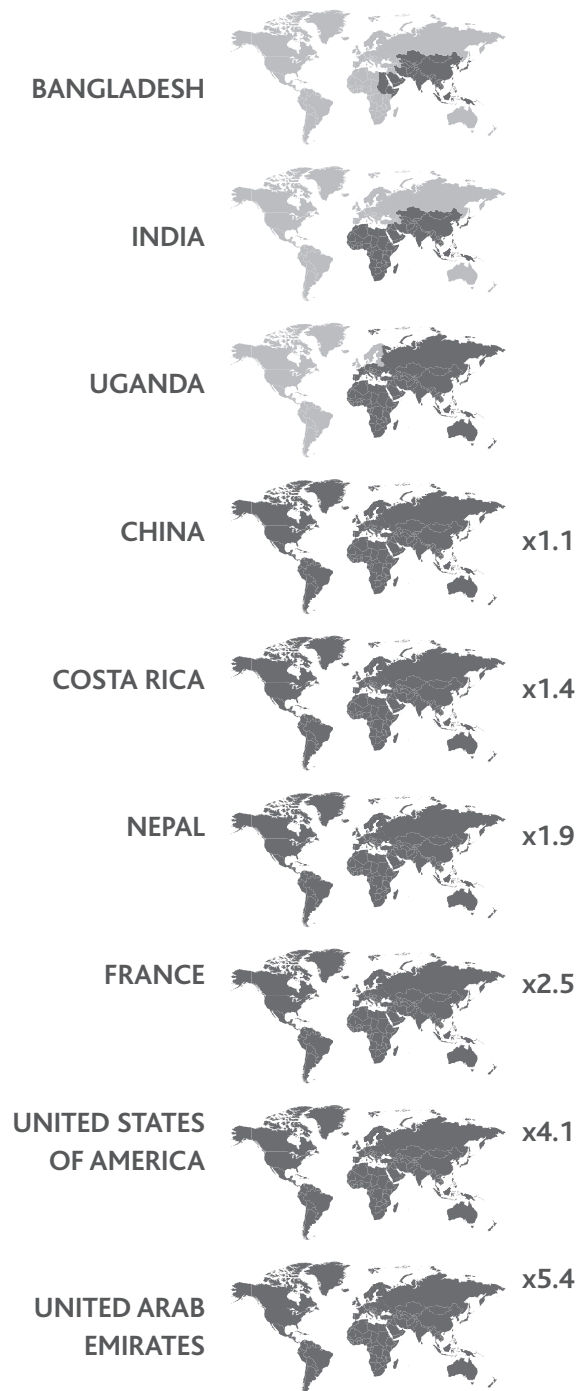 BANGLADESH
INDIA
UGANDA
CHINA
x1.1
COSTA RICA
x1.4
NEPAL
x1.9
FRANCE
x2.5
UNITED STATES
OF AMERICA
x4.1
UNITED ARAB
EMIRATES
x5.4